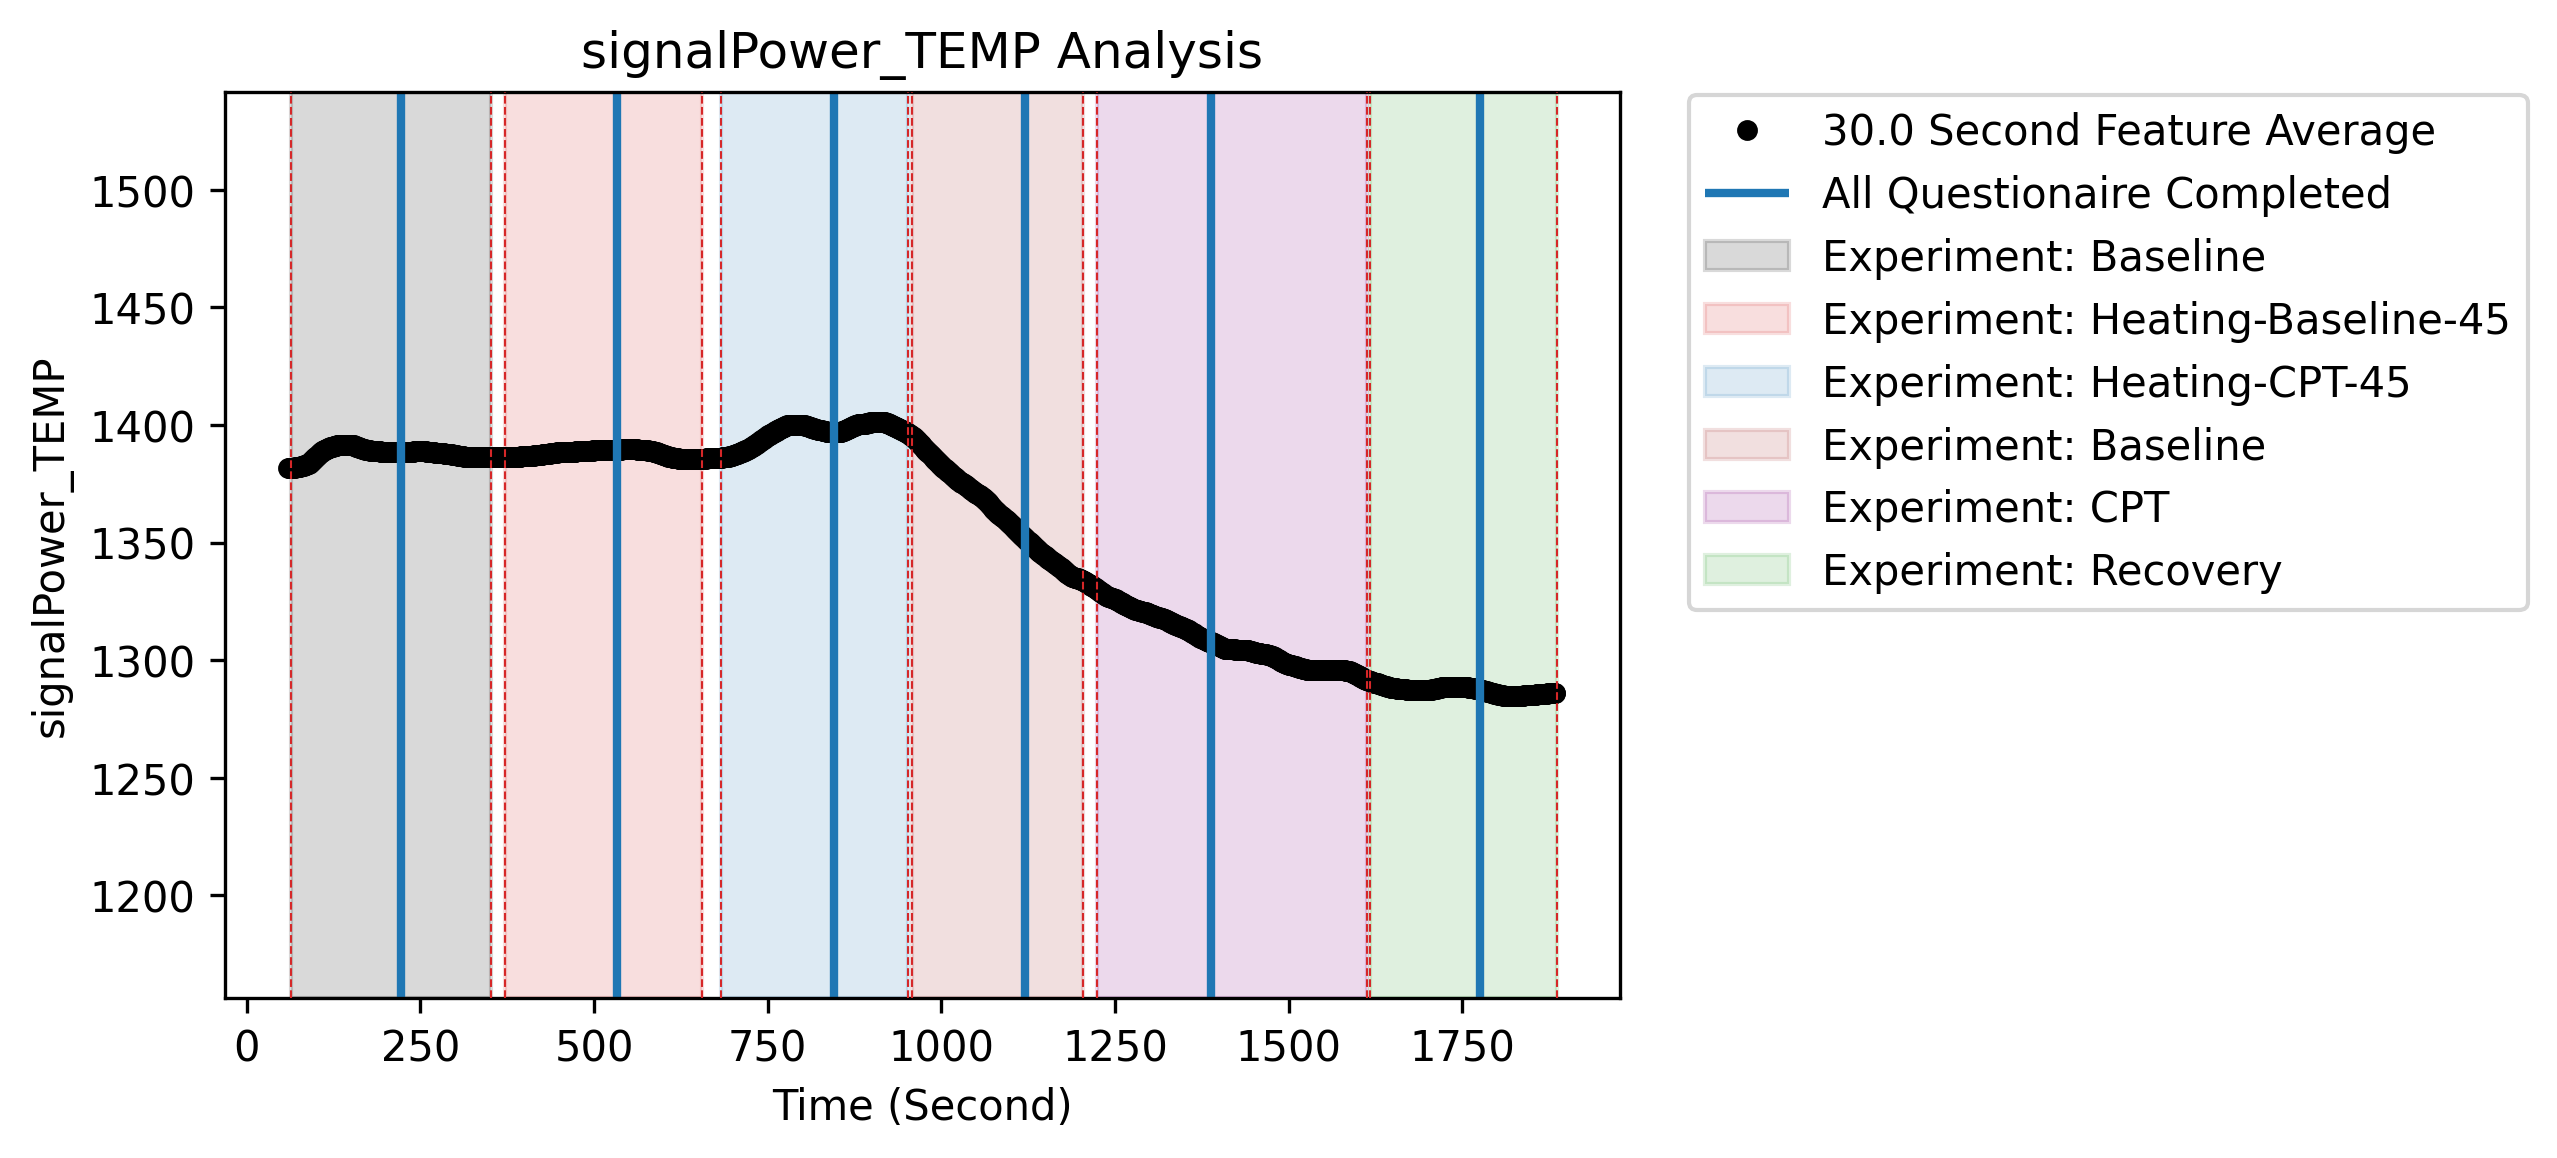 signalPower_TEMP Analysis
signalPower_TEMP
1500
1450
1400
1350
1300
1250
1200
0 250 500 750 1000 1250 1500 1750
Time (Second)
30.0 Second Feature Average
All Questionaire Completed
Experiment: Baseline
Experiment: Heating-Baseline-45
Experiment: Heating-CPT-45
Experiment: Baseline
Experiment: CPT
Experiment: Recovery